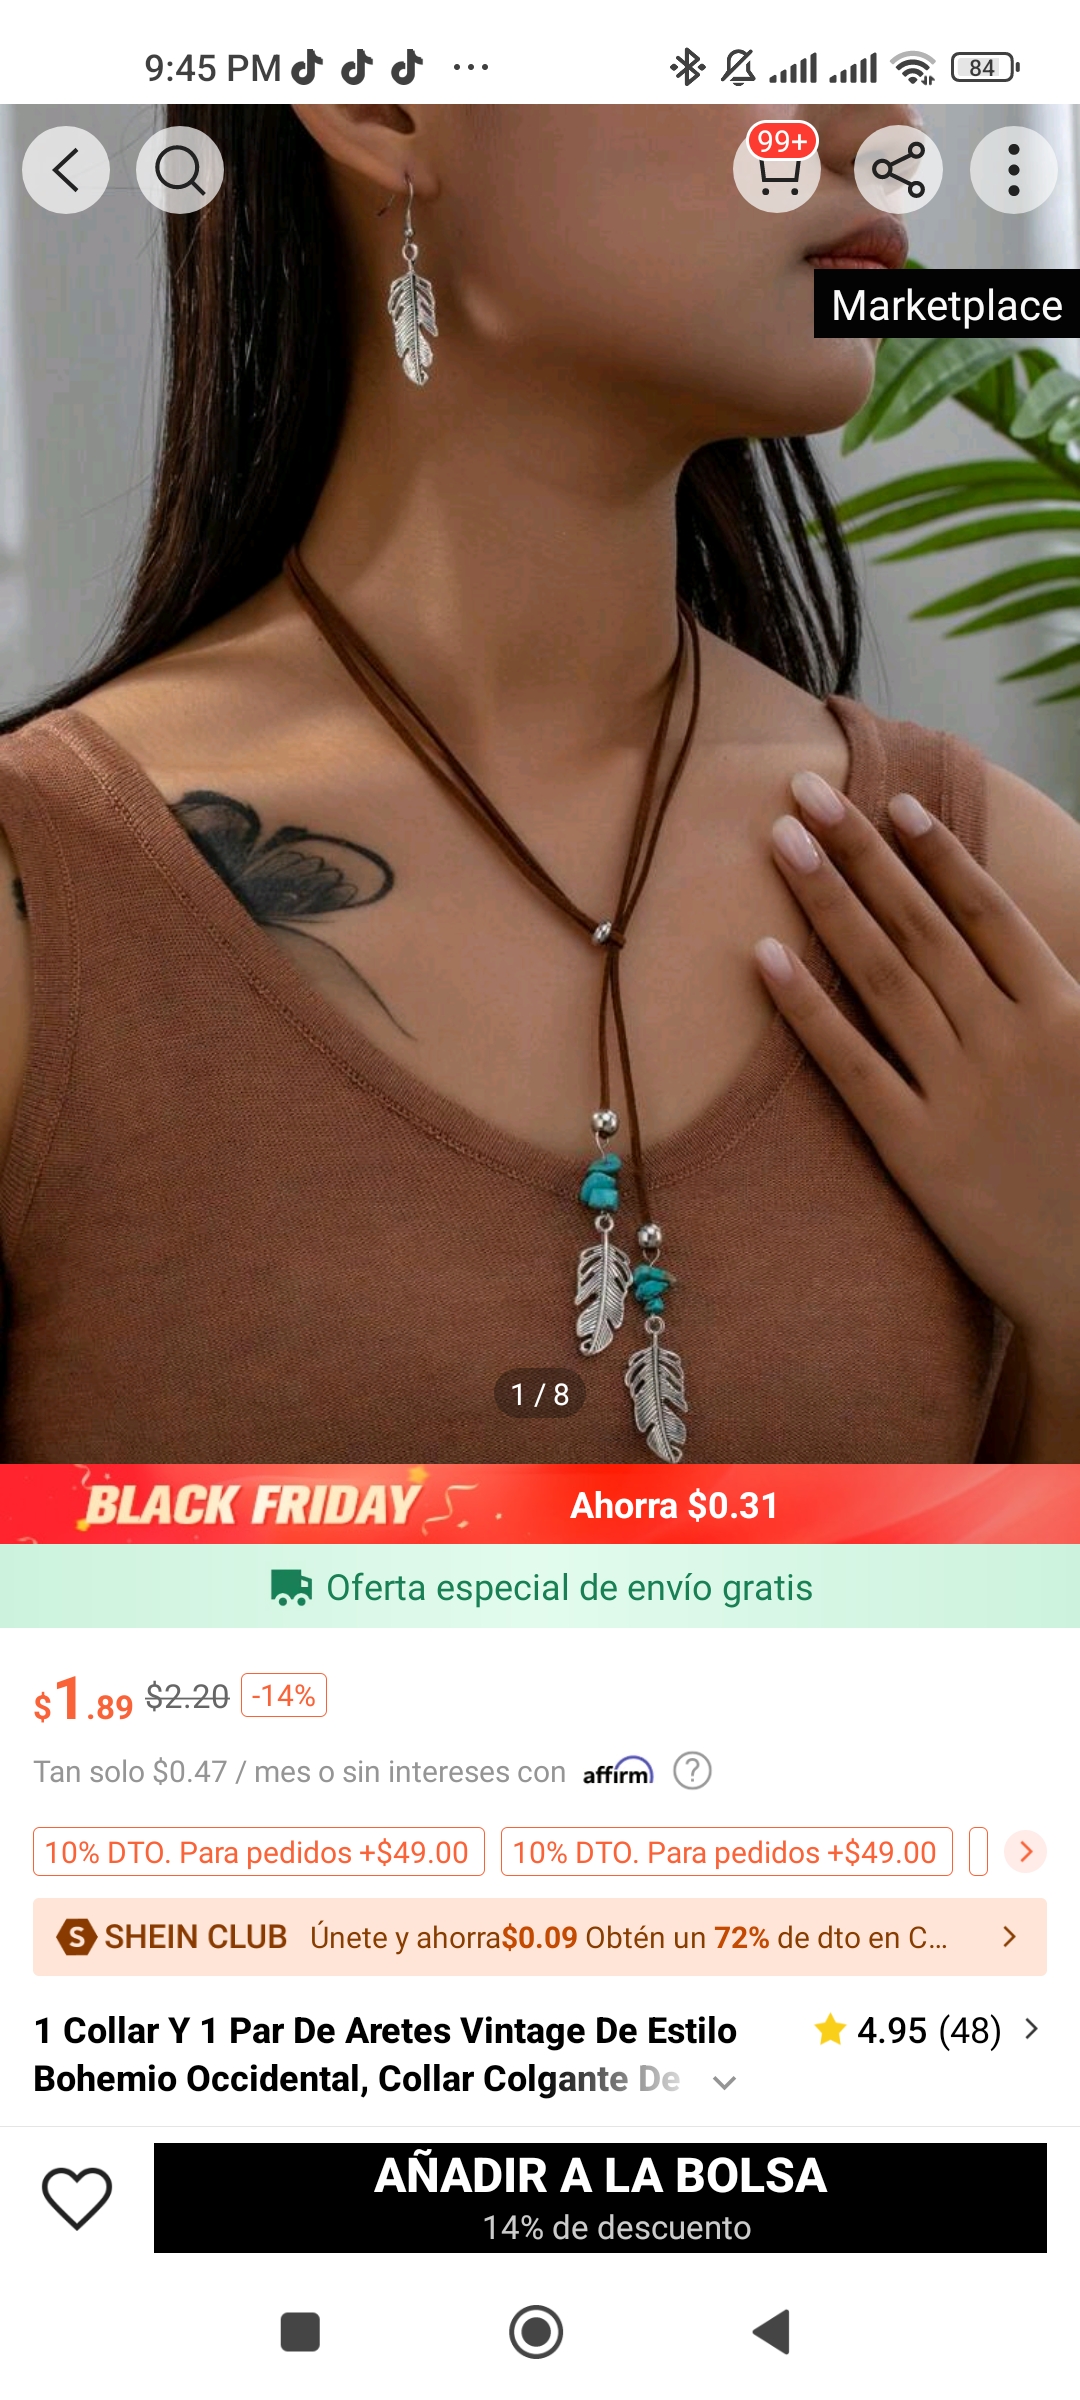 9:45 PM
84
99+
Marketplace
1 / 8
BLACK FRIDAY
Ahorra $0.31
Oferta especial de envío gratis
$1.89 $2.20 -14%
Tan solo $0.47 / mes o sin intereses con affirm ?
10% DTO. Para pedidos +$49.00 10% DTO. Para pedidos +$49.00
S SHEIN CLUB Únete y ahorra$0.09 Obtén un 72% de dto en C...
1 Collar Y 1 Par De Aretes Vintage De Estilo
Bohemio Occidental, Collar Colgante De
4.95 (48)
AÑADIR A LA BOLSA
14% de descuento